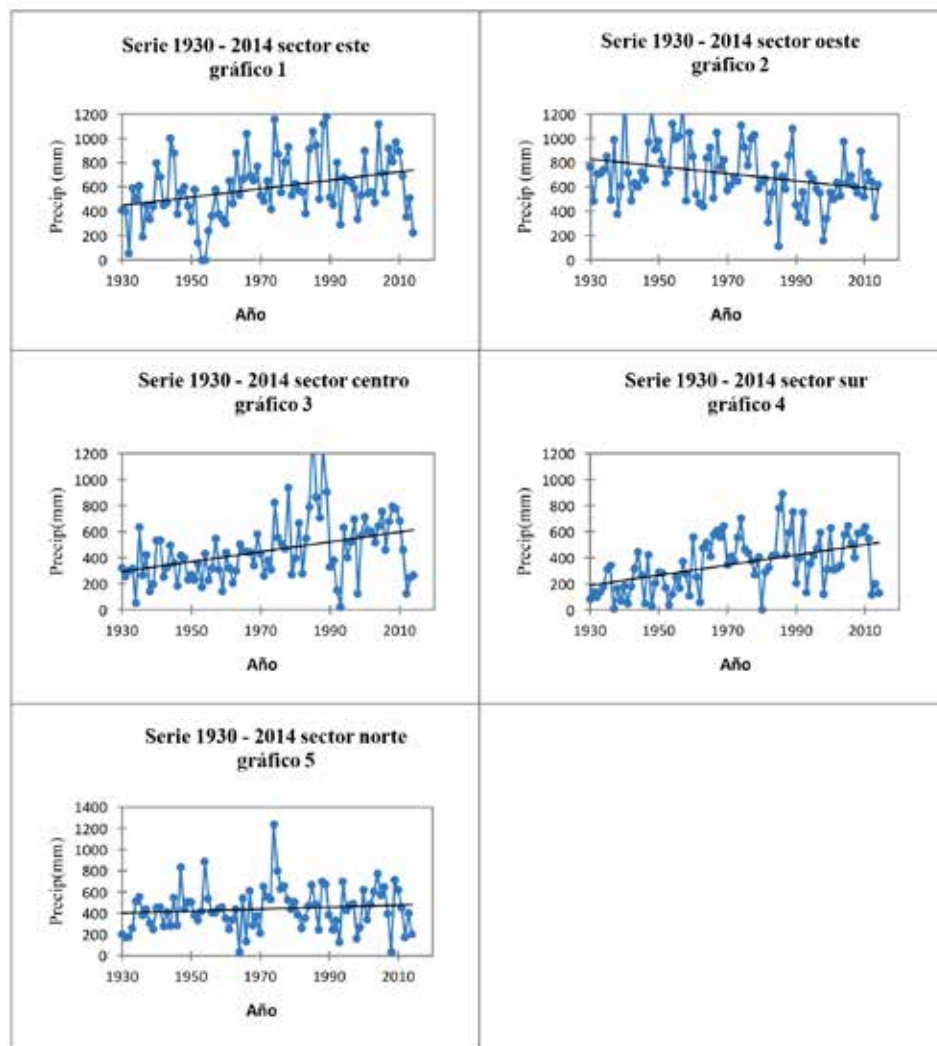 Serie 1930 - 2014 sector este
gráfico 1
Precip (mm)
1200
1000
800
600
400
200
0
1930 1950 1970 1990 2010
Año
Serie 1930 - 2014 sector oeste
gráfico 2
Precip (mm)
1200
1000
800
600
400
200
0
1930 1950 1970 1990 2010
Año
Serie 1930 - 2014 sector centro
gráfico 3
Precip(mm)
1200
1000
800
600
400
200
0
1930 1950 1970 1990 2010
Año
Serie 1930 - 2014 sector sur
gráfico 4
Precip(mm)
1200
1000
800
600
400
200
0
1930 1950 1970 1990 2010
Año
Serie 1930 - 2014 sector norte
gráfico 5
Precip(mm)
1400
1200
1000
800
600
400
200
0
1930 1950 1970 1990 2010
Año